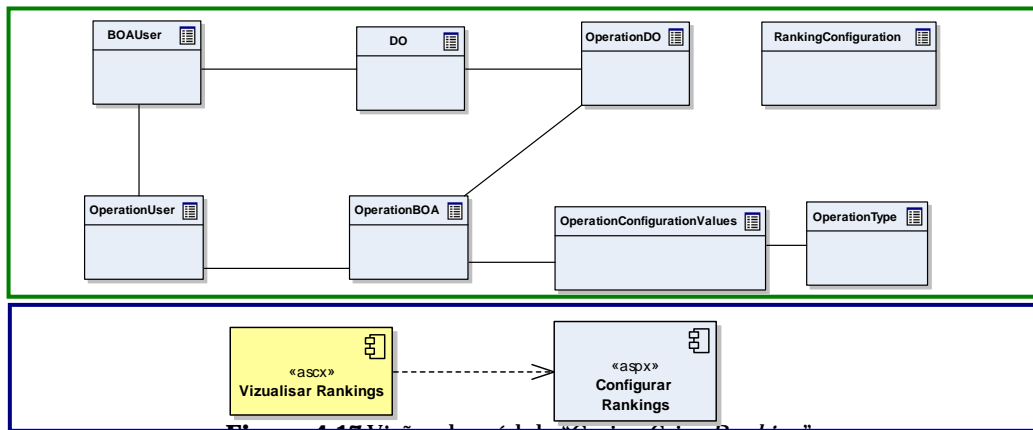 BOAUser
DO
OperationDO
RankingConfiguration
OperationUser
OperationBOA
OperationConfigurationValues
OperationType
«ascx»
Vizualisar Rankings
«aspx»
Configurar
Rankings